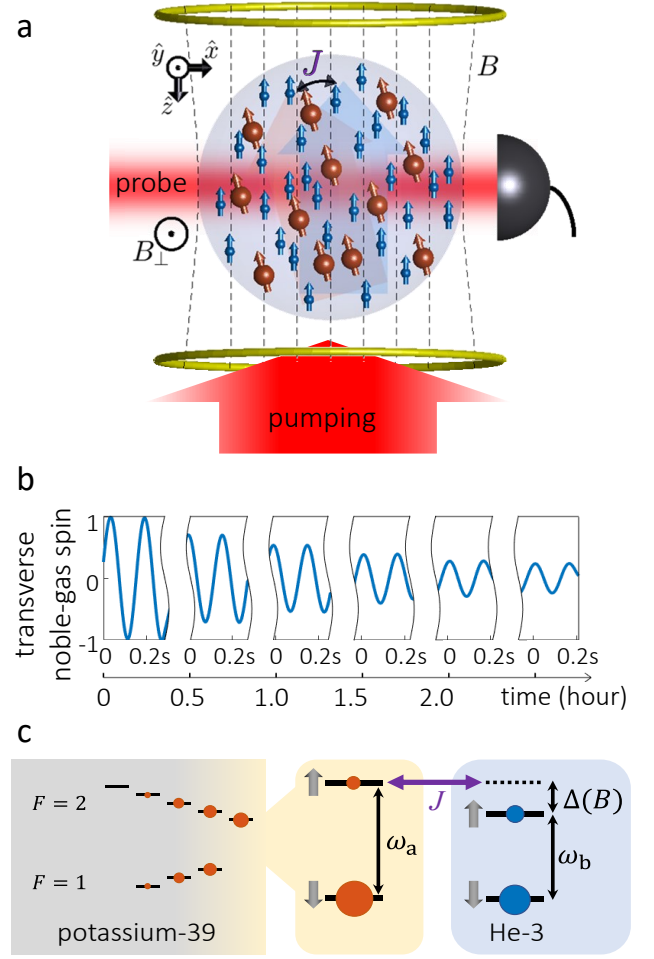 a
ŷ
x̂
ẑ
J
B
probe
B⊥
pumping
b
transverse
noble-gas spin
1
0
-1
0 0.2s 0 0.2s 0 0.2s 0 0.2s 0 0.2s 0 0.2s
0 0.5 1.0 1.5 2.0 time (hour)
c
F = 2
F = 1
potassium-39
ωa
J
Δ(B)
ωb
He-3